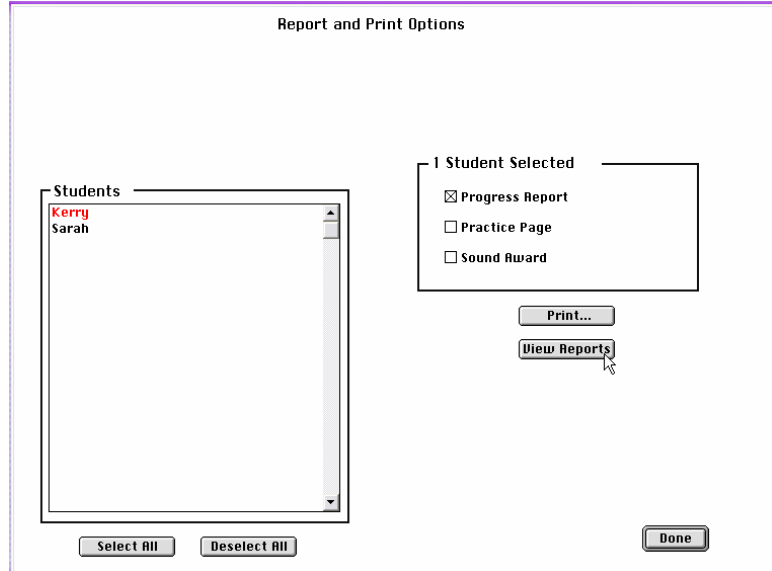 Report and Print Options
Students
Kerry
Sarah
Select All
Deselect All
1 Student Selected
Progress Report
Practice Page
Sound Award
Print...
View Reports
Done